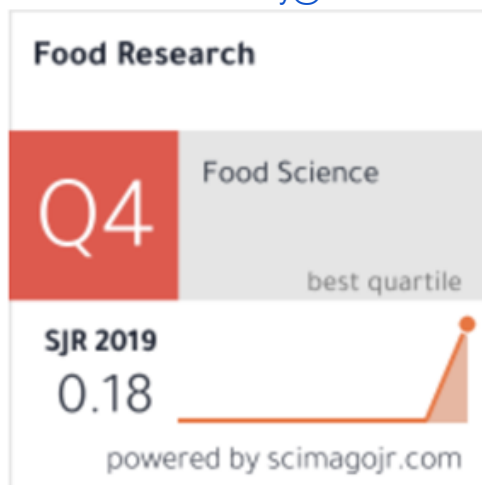 Food Research
Q4
Food Science
best quartile
SJR 2019
0.18
powered by scimagojr.com